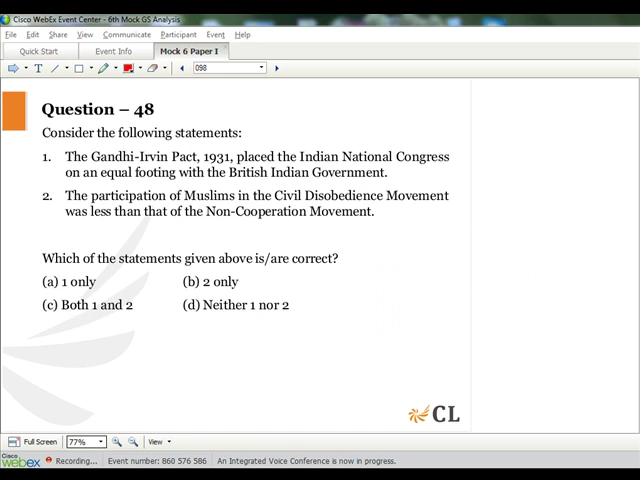 Cisco WebEx Event Center - 6th Mock GS Analysis
File Edit Share View Communicate Participant Event Help
Quick Start Event Info Mock 6 Paper I
T 098
Question – 48
Consider the following statements:
1. The Gandhi-Irvin Pact, 1931, placed the Indian National Congress
on an equal footing with the British Indian Government.
2. The participation of Muslims in the Civil Disobedience Movement
was less than that of the Non-Cooperation Movement.
Which of the statements given above is/are correct?
(a) 1 only (b) 2 only
(c) Both 1 and 2 (d) Neither 1 nor 2
CL
Full Screen 77% View
Cisco
webex Recording... Event number: 860 576 586 An Integrated Voice Conference is now in progress.